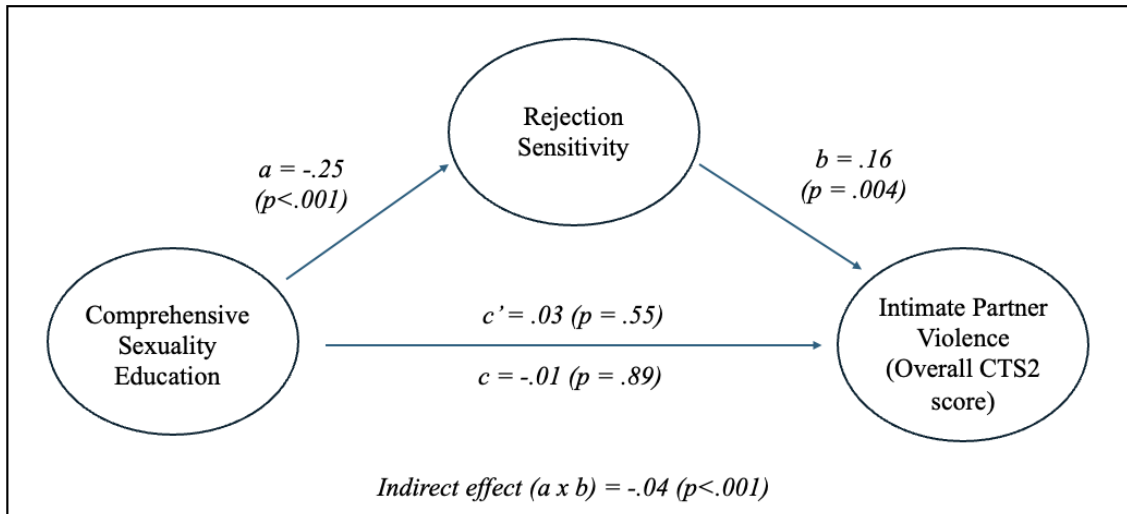 Rejection
Sensitivity
a = -.25
(p<.001)
b = .16
(p = .004)
Comprehensive
Sexuality
Education
c’ = .03 (p = .55)
c = -.01 (p = .89)
Intimate Partner
Violence
(Overall CTS2
score)
Indirect effect (a x b) = -.04 (p<.001)